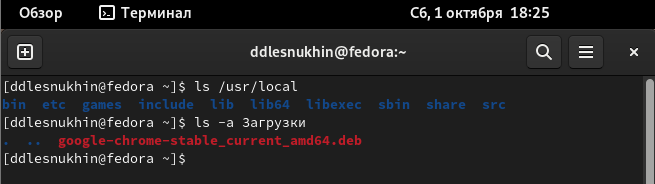 Обзор Терминал Сб, 1 октября 18:25
ddlesnukhin@fedora:~
[ddlesnukhin@fedora ~]$ ls /usr/local
bin etc games include lib lib64 libexec sbin share src
[ddlesnukhin@fedora ~]$ ls -a Загрузки
. .. google-chrome-stable_current_amd64.deb
[ddlesnukhin@fedora ~]$